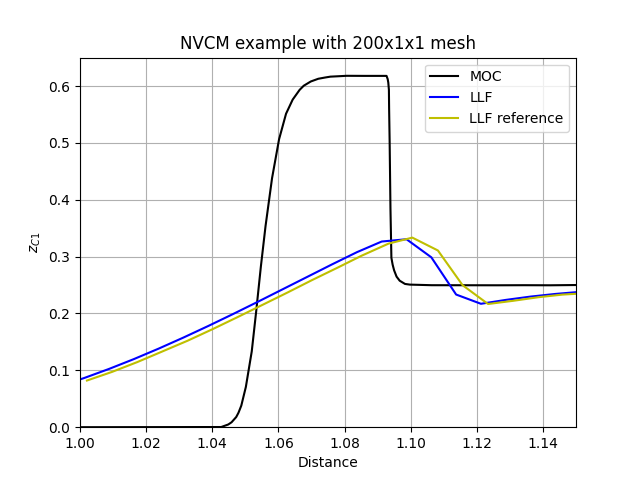 NVCM example with 200x1x1 mesh
MOC
LLF
LLF reference
0.6
0.5
0.4
0.3
0.2
0.1
0.0
z_{C1}
1.00 1.02 1.04 1.06 1.08 1.10 1.12 1.14
Distance